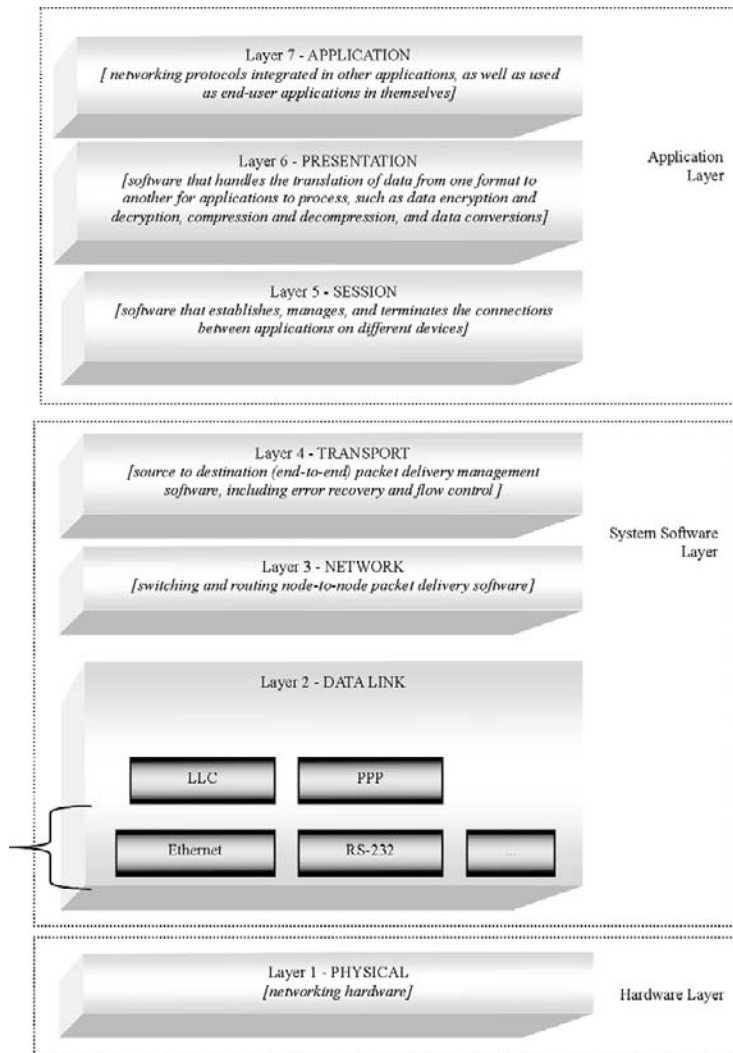 Layer 7 - APPLICATION
[ networking protocols integrated in other applications, as well as used
as end-user applications in themselves]
Layer 6 - PRESENTATION
[software that handles the translation of data from one format to
another for applications to process, such as data encryption and
decryption, compression and decompression, and data conversions]
Application
Layer
Layer 5 - SESSION
[software that establishes, manages, and terminates the connections
between applications on different devices]
Layer 4 - TRANSPORT
[source to destination (end-to-end) packet delivery management
software, including error recovery and flow control ]
System Software
Layer
Layer 3 - NETWORK
[switching and routing node-to-node packet delivery software]
Layer 2 - DATA LINK
LLC
PPP
Ethernet
RS-232
...
Layer 1 - PHYSICAL
[networking hardware]
Hardware Layer